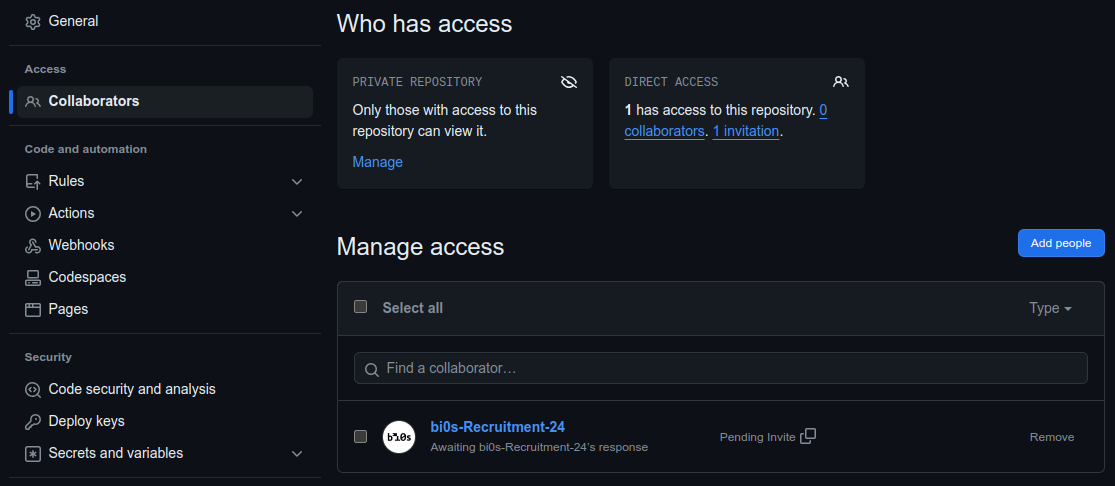 General
Access
Collaborators
Code and automation
Rules
Actions
Webhooks
Codespaces
Pages
Security
Code security and analysis
Deploy keys
Secrets and variables
Who has access
PRIVATE REPOSITORY
Only those with access to this
repository can view it.
Manage
DIRECT ACCESS
1 has access to this repository. 0
collaborators. 1 invitation.
Manage access
Add people
Select all
Type
Find a collaborator…
bi0s
bi0s-Recruitment-24
Awaiting bi0s-Recruitment-24's response
Pending Invite
Remove